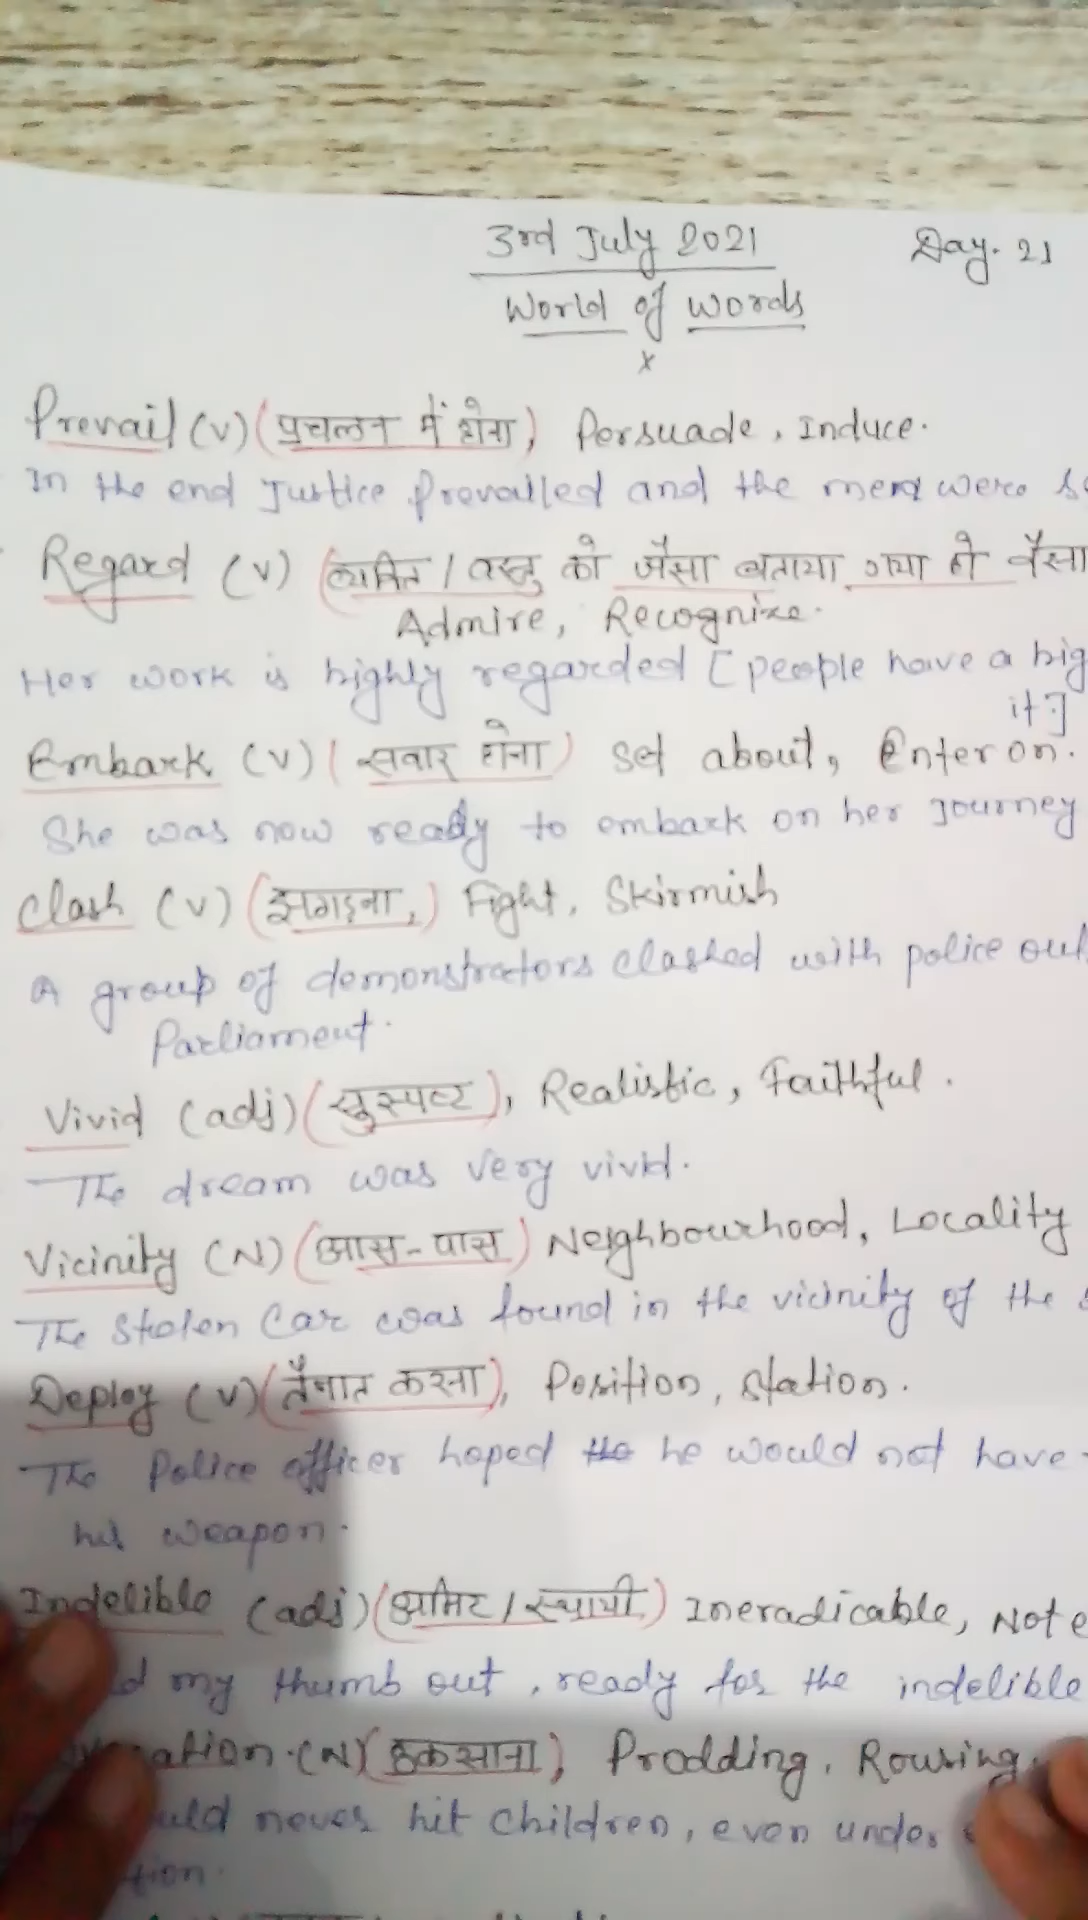 3rd July 2021 Day. 21
World of words
x
Prevail (v) (प्रचलन में होना) Persuade, Induce.
In the end Justice Prevailed and the men were
Regard (v) (व्यक्ति / वस्तु को जैसा बताया गया हो वैसा
Admire, Recognize.
Her work is highly regarded [people have a
it.]
Embark (v) (सवार होना) set about, Enter on.
She was now ready to embark on her Journey
Clash (v) (झगड़ना,) Fight, Skirmish
A group of demonstrators clashed with police
Parliament.
Vivid (adj) (सुस्पष्ट), Realistic, Faithful.
The dream was very vivid.
Vicinity (N) (आस-पास) Neighbourhood, Locality
The stolen Car was found in the vicinity of the
Deploy (v) (तैनात करना), Position, station.
The Police officer hoped he would not have
his weapon.
Indelible (adj) (अमिट / स्थायी) Ineradicable, Not
my thumb out, ready for the indelible
(N) (उकसाना) Prodding, Rousing
never hit children, even under